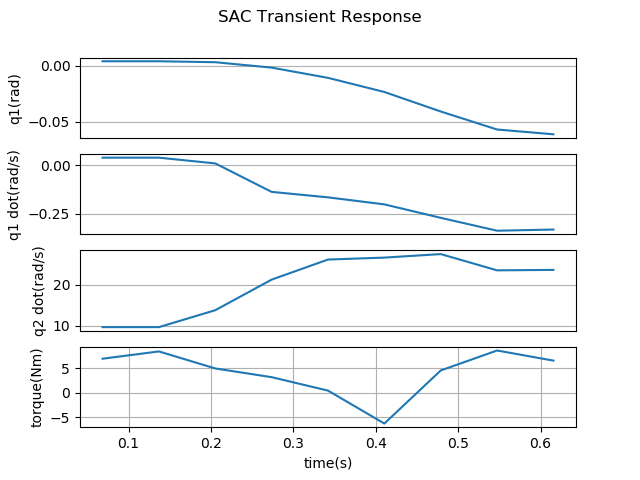 SAC Transient Response
q1(rad)
0.00
−0.05
q1 dot(rad/s)
0.00
−0.25
q2 dot(rad/s)
20
10
torque(Nm)
5
0
−5
0.1 0.2 0.3 0.4 0.5 0.6
time(s)